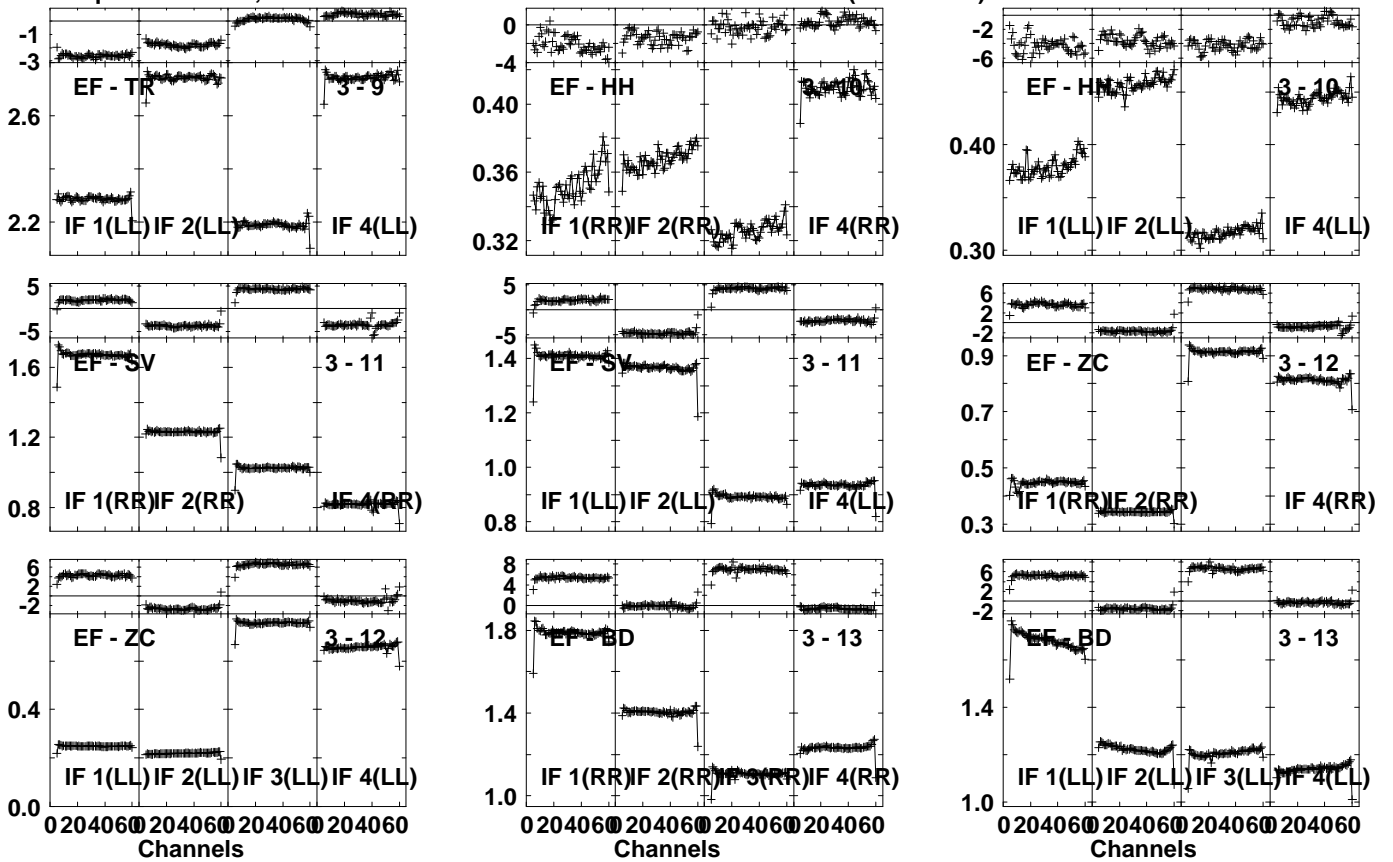 -1
-3
EF - TR
3 - 9
2.6
2.2
IF 1(LL) IF 2(LL) IF 4(LL)
0
-4
EF - HH
3 - 10
0.40
0.36
0.32
IF 1(RR) IF 2(RR) IF 4(RR)
-2
-6
EF - HH
3 - 10
0.40
0.30
IF 1(LL) IF 2(LL) IF 4(LL)
5
-5
EF - SV
3 - 11
1.6
1.2
0.8
IF 1(RR) IF 2(RR) IF 4(RR)
5
-5
EF - SV
3 - 11
1.4
1.2
1.0
0.8
IF 1(LL) IF 2(LL) IF 4(LL)
6
2
-2
EF - ZC
3 - 12
0.9
0.7
0.5
0.3
IF 1(RR) IF 2(RR) IF 4(RR)
6
2
-2
EF - ZC
3 - 12
0.4
0.0
IF 1(LL) IF 2(LL) IF 3(LL) IF 4(LL)
0 204060 0 204060 0 204060 0 204060
Channels
8
4
0
EF - BD
3 - 13
1.8
1.4
1.0
IF 1(RR) IF 2(RR) IF 3(RR) IF 4(RR)
0 204060 0 204060 0 204060 0 204060
Channels
6
2
-2
EF - BD
3 - 13
1.4
1.0
IF 1(LL) IF 2(LL) IF 3(LL) IF 4(LL)
0 204060 0 204060 0 204060 0 204060
Channels